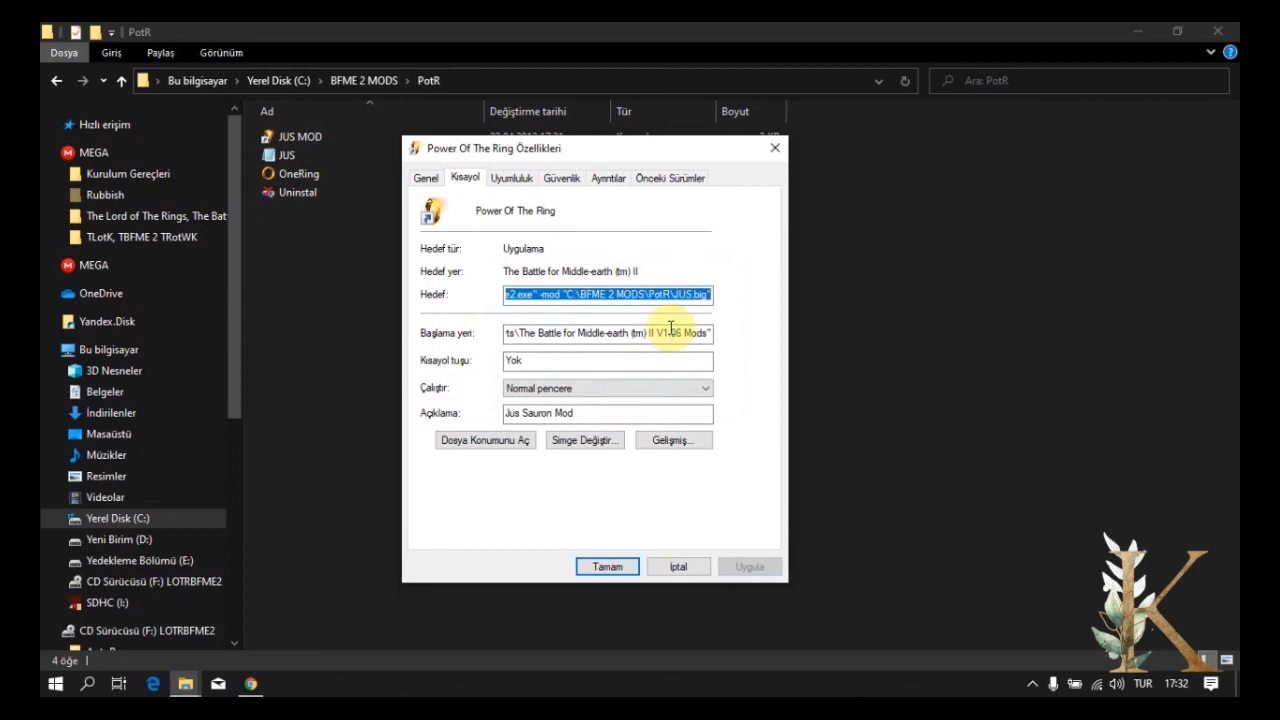 PotR
Dosya Giriş Paylaş Görünüm
Bu bilgisayar Yerel Disk (C:) BFME 2 MODS PotR
Ara: PotR
Ad Değiştirme tarihi Tür Boyut
JUS MOD
JUS
OneRing
Uninstal
Hızlı erişim
MEGA
Kurulum Gereçleri
Rubbish
The Lord of The Rings, The Bat
TLotK, TBFME 2 TRotWK
MEGA
OneDrive
Yandex.Disk
Bu bilgisayar
3D Nesneler
Belgeler
İndirilenler
Masaüstü
Müzikler
Resimler
Videolar
Yerel Disk (C:)
Yeni Birim (D:)
Yedekleme Bölümü (E:)
CD Sürücüsü (F:) LOTRBFME2
SDHC (I:)
CD Sürücüsü (F:) LOTRBFME2
4 öğe
Power Of The Ring Özellikleri
Genel Kısayol Uyumluluk Güvenlik Ayrıntılar Önceki Sürümler
Power Of The Ring
Hedef tür: Uygulama
Hedef yer: The Battle for Middle-earth (tm) II
Hedef: e2.exe" -mod "C:\BFME 2 MODS\PotR\JUS.big"
Başlama yeri: ts\The Battle for Middle-earth (tm) II V1.06 Mods"
Kısayol tuşu: Yok
Çalıştır: Normal pencere
Açıklama: Jus Sauron Mod
Dosya Konumunu Aç Simge Değiştir... Gelişmiş...
Tamam İptal Uygula
K
TUR 17:32